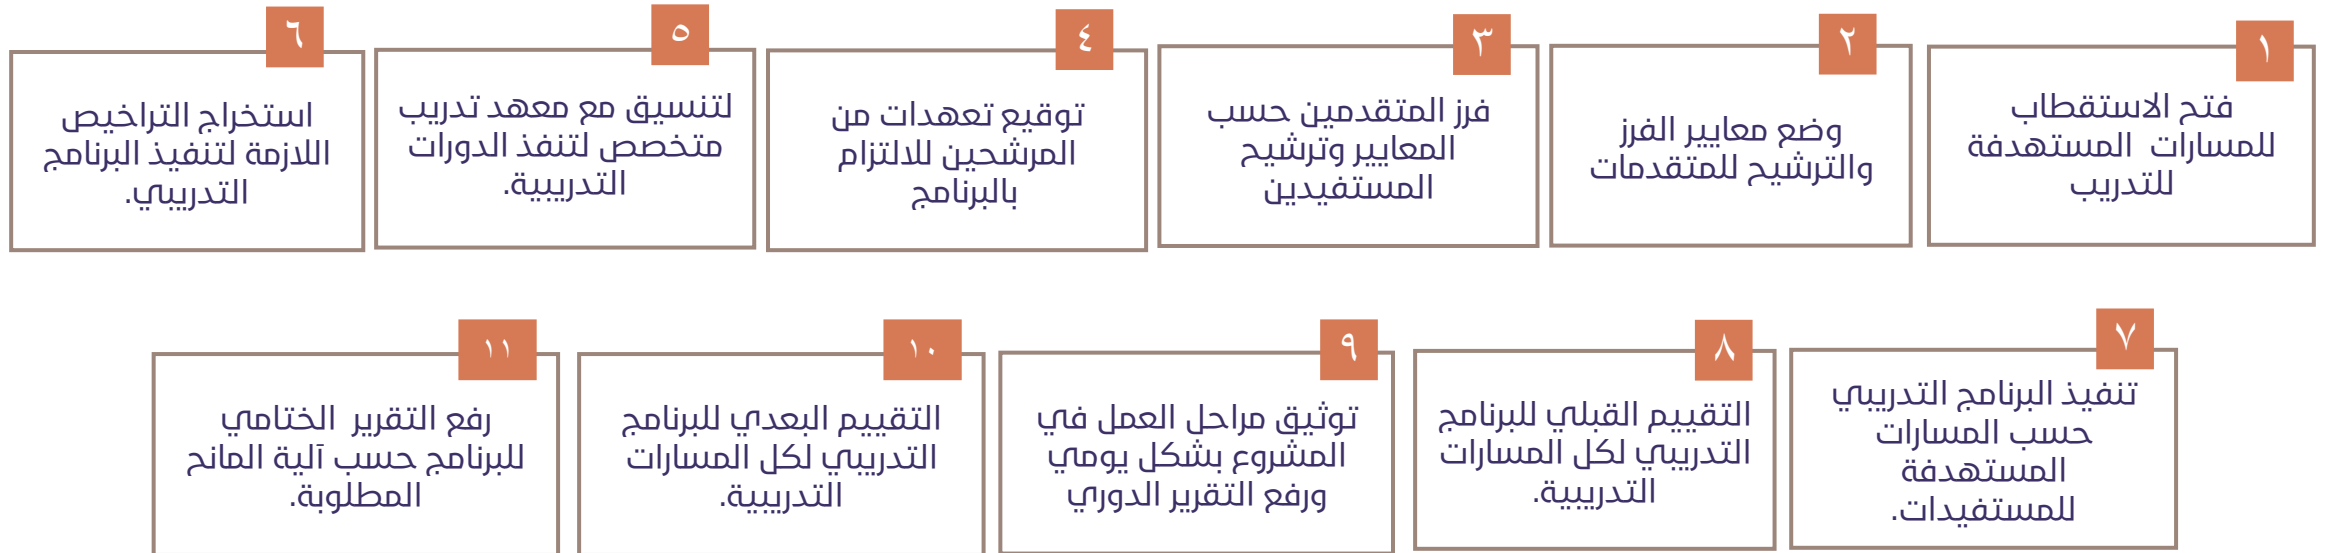 ١
فتح الاستقطاب
للمسارات المستهدفة
للتدريب
٢
وضع معايير الفرز
والترشيح للمتقدمات
٣
فرز المتقدمين حسب
المعايير وترشيح
المستفيدين
٤
توقيع تعهدات من
المرشحين للالتزام
بالبرنامج
٥
لتنسيق مع معهد تدريب
متخصص لتنفذ الدورات
التدريبية.
٦
استخراج التراخيص
اللازمة لتنفيذ البرنامج
التدريبي.
٧
تنفيذ البرنامج التدريبي
حسب المسارات
المستهدفة
للمستفيدات.
٨
التقييم القبلي للبرنامج
التدريبي لكل المسارات
التدريبية.
٩
توثيق مراحل العمل في
المشروع بشكل يومي
ورفع التقرير الدوري
١٠
التقييم البعدي للبرنامج
التدريبي لكل المسارات
التدريبية.
١١
رفع التقرير الختامي
للبرنامج حسب آلية المانح
المطلوبة.